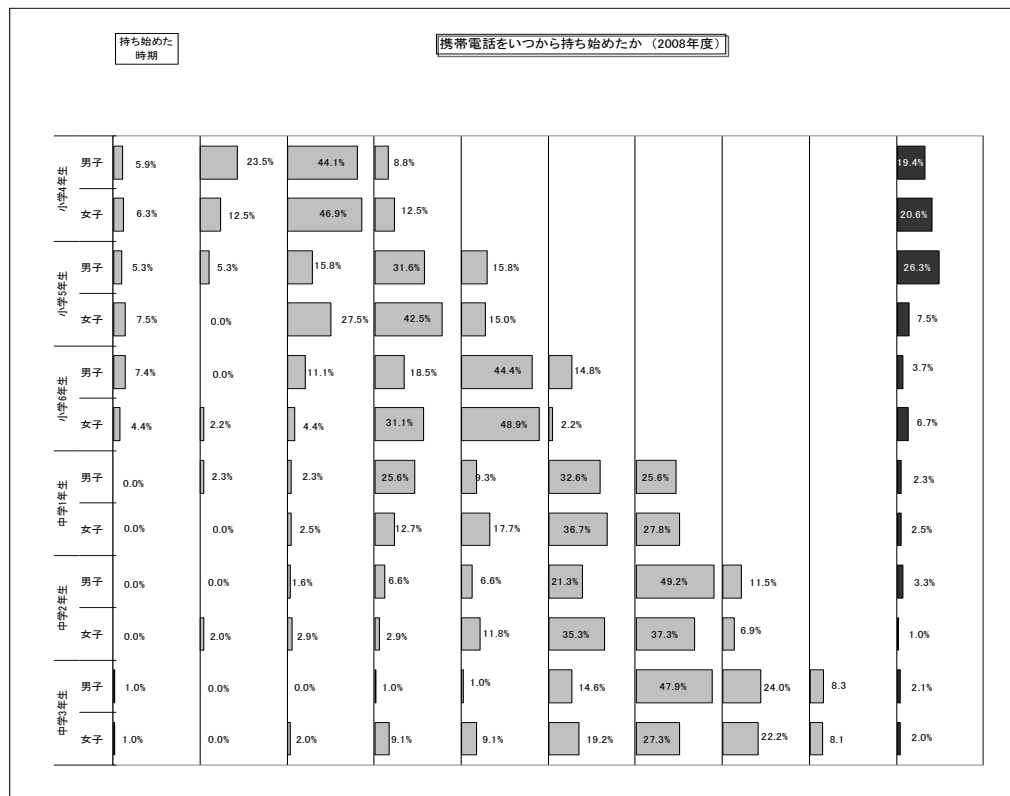 持ち始めた
時期
携帯電話をいつから持ち始めたか （2008年度）
小学4年生
男子 5.9% 23.5% 44.1% 8.8% 19.4%
女子 6.3% 12.5% 46.9% 12.5% 20.6%
小学5年生
男子 5.3% 5.3% 15.8% 31.6% 15.8% 26.3%
女子 7.5% 0.0% 27.5% 42.5% 15.0% 7.5%
小学6年生
男子 7.4% 0.0% 11.1% 18.5% 44.4% 14.8% 3.7%
女子 4.4% 2.2% 4.4% 31.1% 48.9% 2.2% 6.7%
中学1年生
男子 0.0% 2.3% 2.3% 25.6% 9.3% 32.6% 25.6% 2.3%
女子 0.0% 0.0% 2.5% 12.7% 17.7% 36.7% 27.8% 2.5%
中学2年生
男子 0.0% 0.0% 1.6% 6.6% 6.6% 21.3% 49.2% 11.5% 3.3%
女子 0.0% 2.0% 2.9% 2.9% 11.8% 35.3% 37.3% 6.9% 1.0%
中学3年生
男子 1.0% 0.0% 0.0% 1.0% 1.0% 14.6% 47.9% 24.0% 8.3 2.1%
女子 1.0% 0.0% 2.0% 9.1% 9.1% 19.2% 27.3% 22.2% 8.1 2.0%